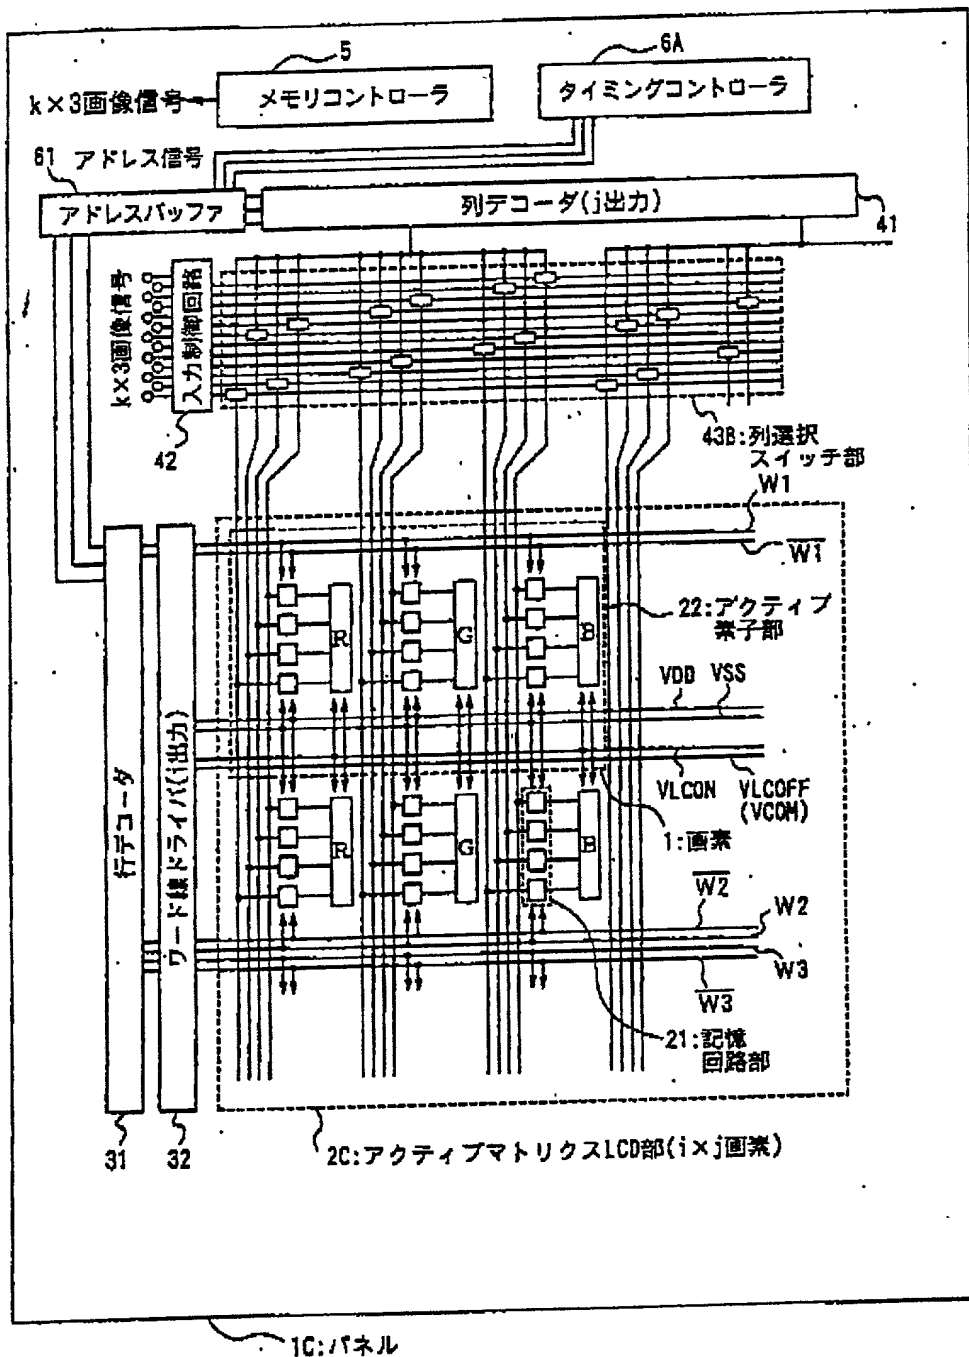 5
6A
k×3画像信号
メモリコントローラ
タイミングコントローラ
61 アドレス信号
アドレスバッファ
列デコーダ(j出力)
41
k×3画像信号
入力制御回路
42
43B:列選択
スイッチ部
W1
W1
22:アクティブ
素子部
R
G
B
VDD
VSS
VLCON
VLCOFF
(VCOM)
1:画素
R
G
B
行デコーダ
ワード線ドライバ(i出力)
W2
W2
W3
W3
21:記憶
回路部
31
32
2C:アクティブマトリクスLCD部(i×j画素)
1C:パネル